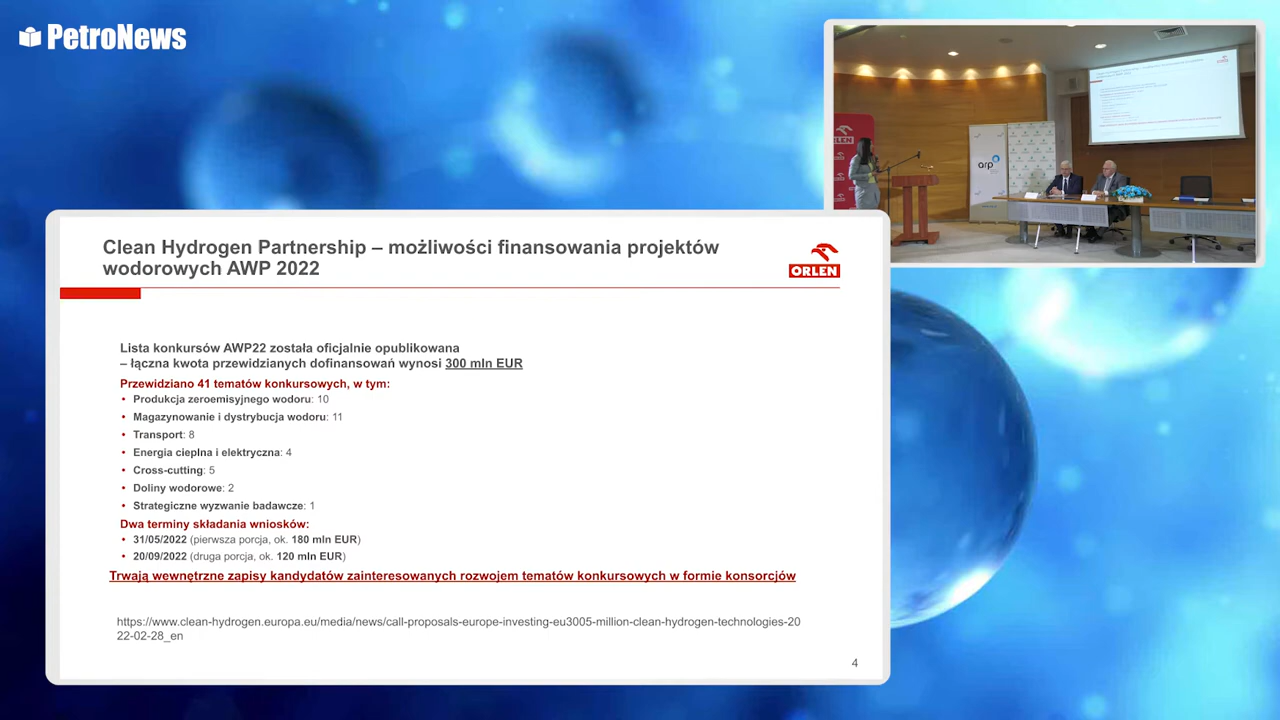 PetroNews
Clean Hydrogen Partnership – możliwości finansowania projektów
wodorowych AWP 2022
ORLEN
Lista konkursów AWP22 została oficjalnie opublikowana
– łączna kwota przewidzianych dofinansowań wynosi 300 mln EUR
Przewidziano 41 tematów konkursowych, w tym:
• Produkcja zeroemisyjnego wodoru: 10
• Magazynowanie i dystrybucja wodoru: 11
• Transport: 8
• Energia cieplna i elektryczna: 4
• Cross-cutting: 5
• Doliny wodorowe: 2
• Strategiczne wyzwanie badawcze: 1
Dwa terminy składania wniosków:
• 31/05/2022 (pierwsza porcja, ok. 180 mln EUR)
• 20/09/2022 (druga porcja, ok. 120 mln EUR)
Trwają wewnętrzne zapisy kandydatów zainteresowanych rozwojem tematów konkursowych w formie konsorcjów
https://www.clean-hydrogen.europa.eu/media/news/call-proposals-europe-investing-eu3005-million-clean-hydrogen-technologies-20
22-02-28_en
4
ORLEN
arp